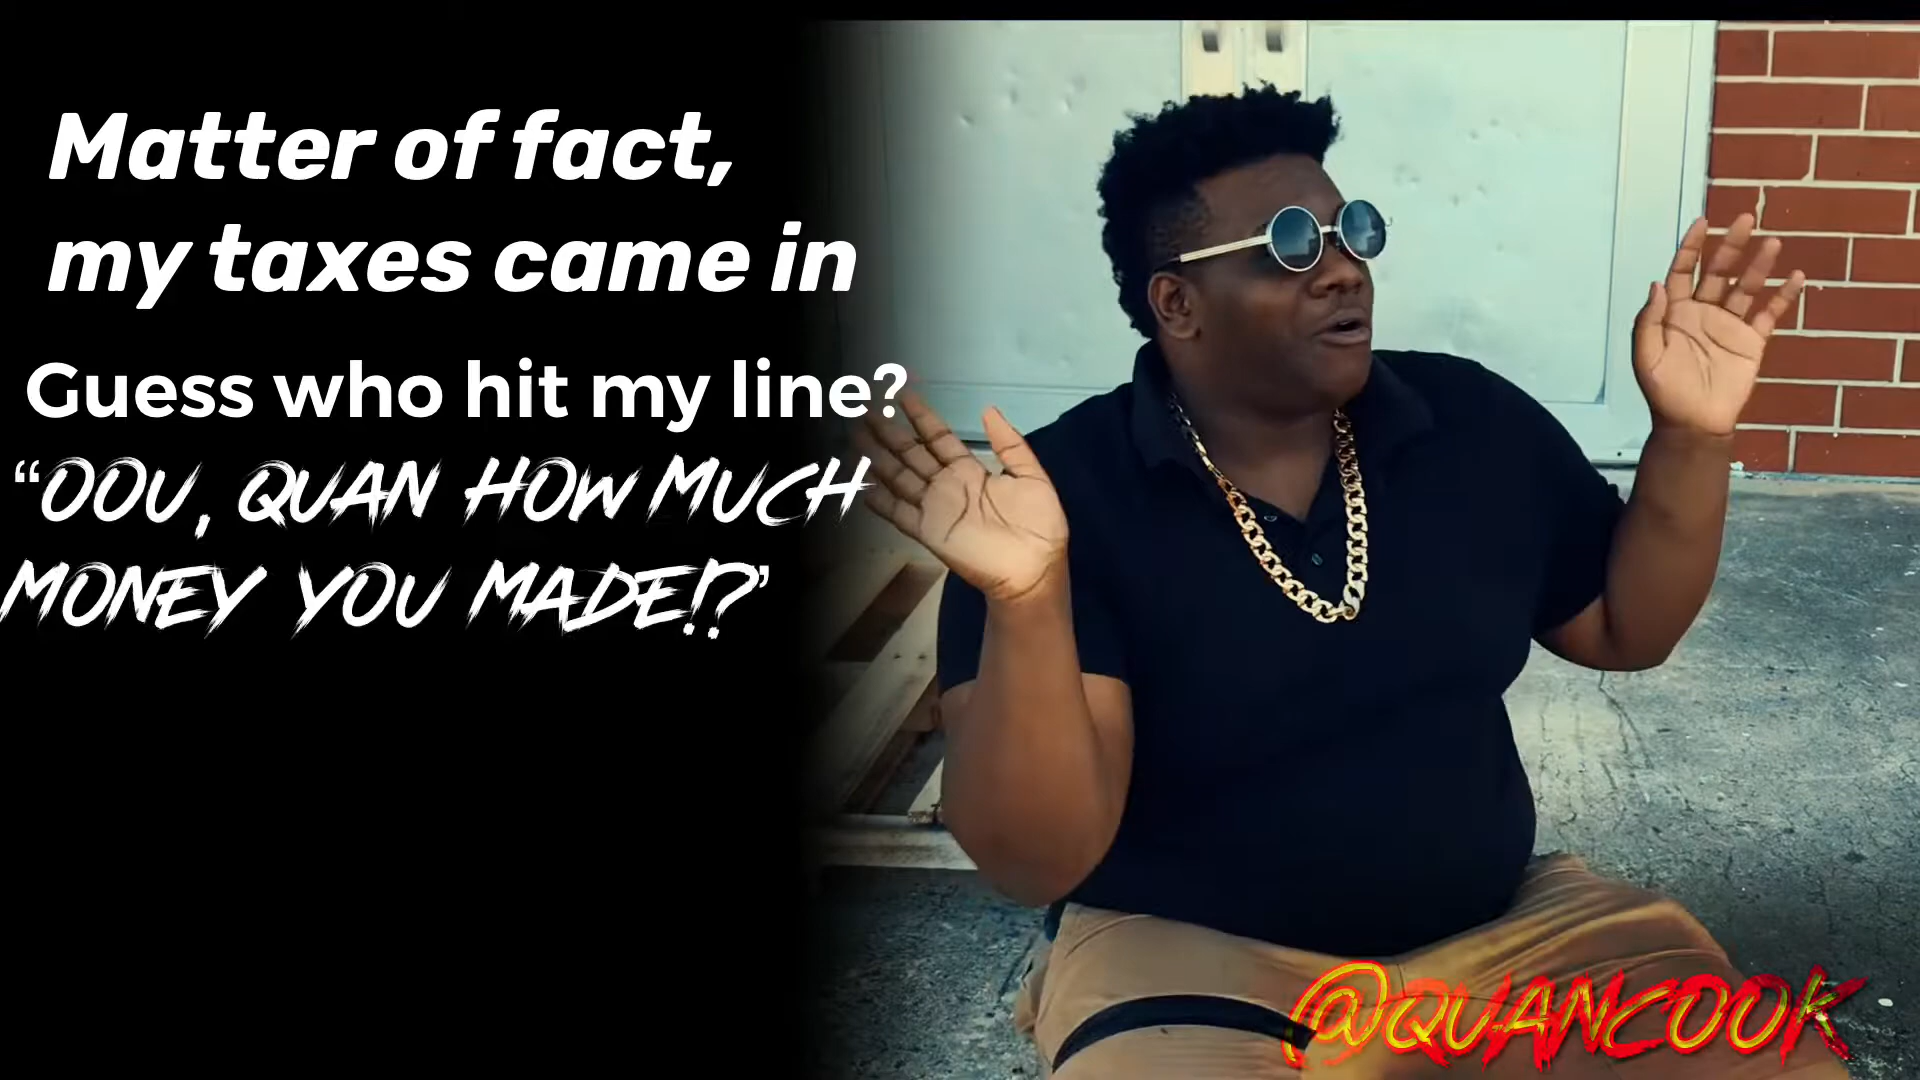 Matter of fact,
my taxes came in
Guess who hit my line?
“OOU, QUAN HOW MUCH
MONEY YOU MADE!?”
@QUANCOOK